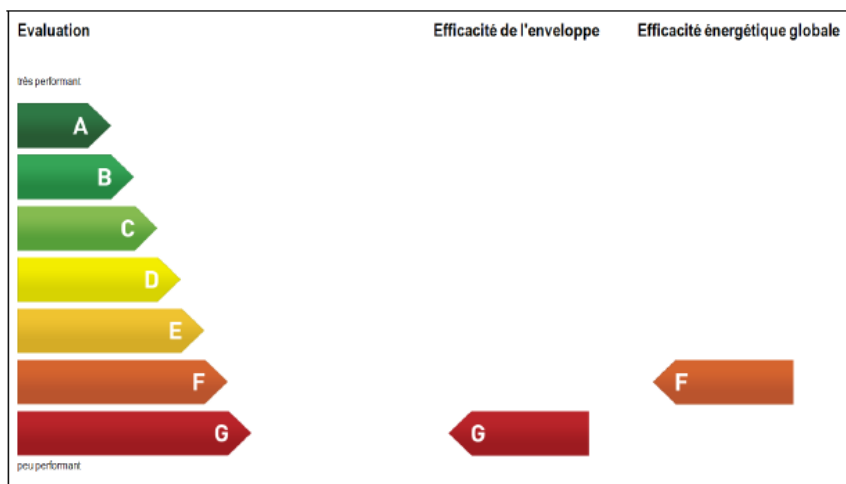 Evaluation Efficacité de l'enveloppe Efficacité énergétique globale
très performant
A
B
C
D
E
F F
G G
peu performant